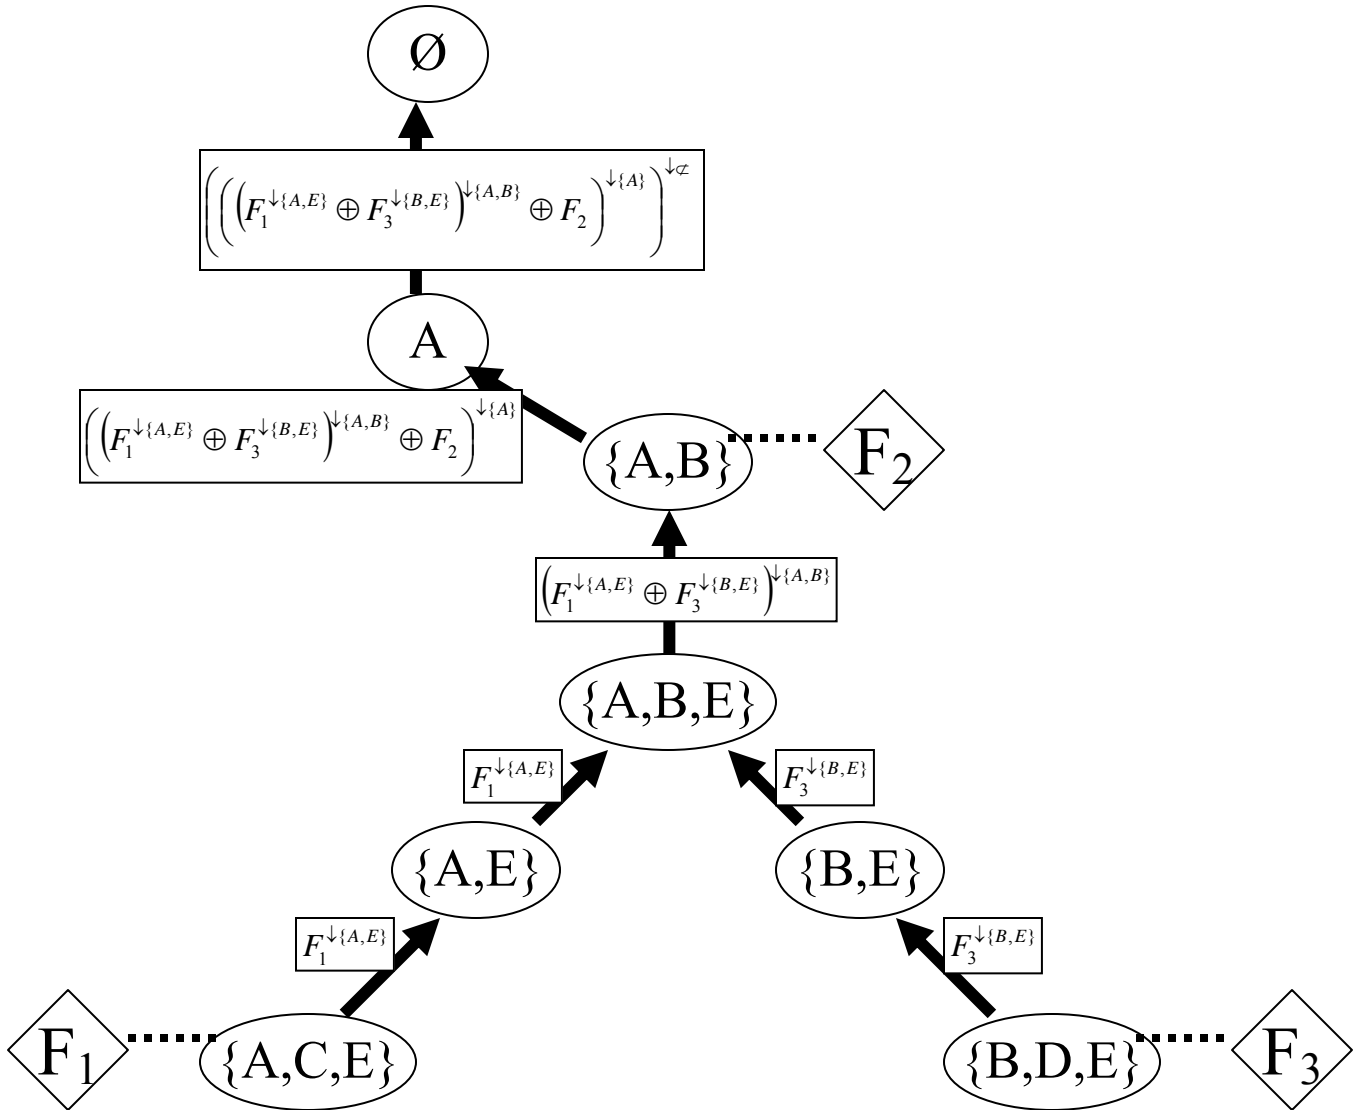 Ø
(((F₁^{↓{A,E}} ⊕ F₃^{↓{B,E}})^{↓{A,B}} ⊕ F₂)^{↓{A}})^{↓⊄}
A
((F₁^{↓{A,E}} ⊕ F₃^{↓{B,E}})^{↓{A,B}} ⊕ F₂)^{↓{A}}
{A,B}
F₂
(F₁^{↓{A,E}} ⊕ F₃^{↓{B,E}})^{↓{A,B}}
{A,B,E}
F₁^{↓{A,E}}
F₃^{↓{B,E}}
{A,E}
{B,E}
F₁^{↓{A,E}}
F₃^{↓{B,E}}
F₁
{A,C,E}
{B,D,E}
F₃